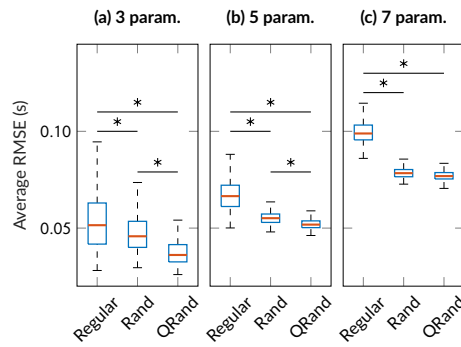 (a) 3 param. (b) 5 param. (c) 7 param.
Average RMSE (s)
0.10
0.05
* * *
* * *
* *
Regular Rand QRand Regular Rand QRand Regular Rand QRand